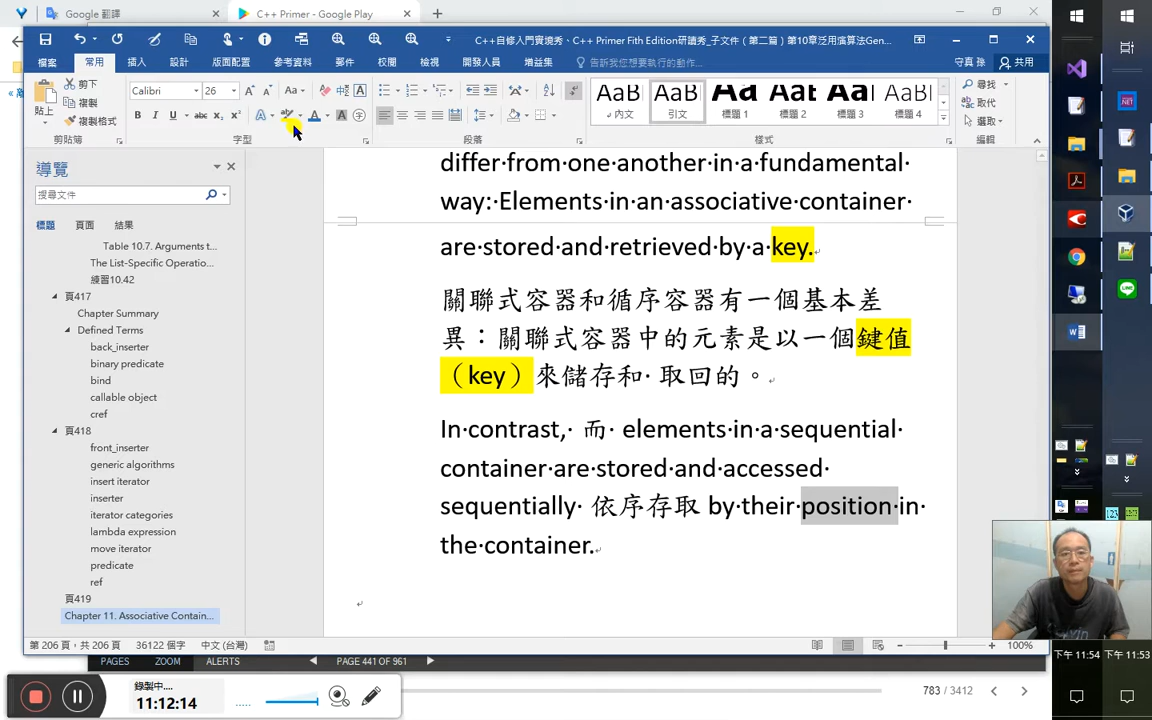 Google 翻譯
C++ Primer - Google Play
C++自修入門實境秀、C++ Primer Fith Edition研讀秀_子文件（第二篇）第10章泛用演算法Gen...
檔案 常用 插入 設計 版面配置 參考資料 郵件 校閱 檢視 開發人員 增益集 告訴我您想要執行的動作... 守真 孫 共用
貼上 剪下 複製 複製格式
Calibri 26
AaB AaB Aa AaB AaI AaB(
內文 引文 標題 1 標題 2 標題 3 標題 4
尋找 取代 選取
剪貼簿 字型 段落 樣式 編輯
導覽
搜尋文件
標題 頁面 結果
Table 10.7. Arguments t...
The List-Specific Operatio...
練習10.42
頁417
Chapter Summary
Defined Terms
back_inserter
binary predicate
bind
callable object
cref
頁418
front_inserter
generic algorithms
insert iterator
inserter
iterator categories
lambda expression
move iterator
predicate
ref
頁419
Chapter 11. Associative Contain...
differ·from·one·another·in·a·fundamental·
way:·Elements·in·an·associative·container·
are·stored·and·retrieved·by·a·key.
關聯式容器和循序容器有一個基本差
異：關聯式容器中的元素是以一個鍵值
（key）來儲存和·取回的。
In·contrast,·而·elements·in·a·sequential·
container·are·stored·and·accessed·
sequentially·依序存取 by·their·position·in·
the·container.
第 206 頁，共 206 頁 36122 個字 中文 (台灣) 100%
PAGES ZOOM ALERTS PAGE 441 OF 961
錄製中....
11:12:14
783 / 3412
下午 11:54 下午 11:53